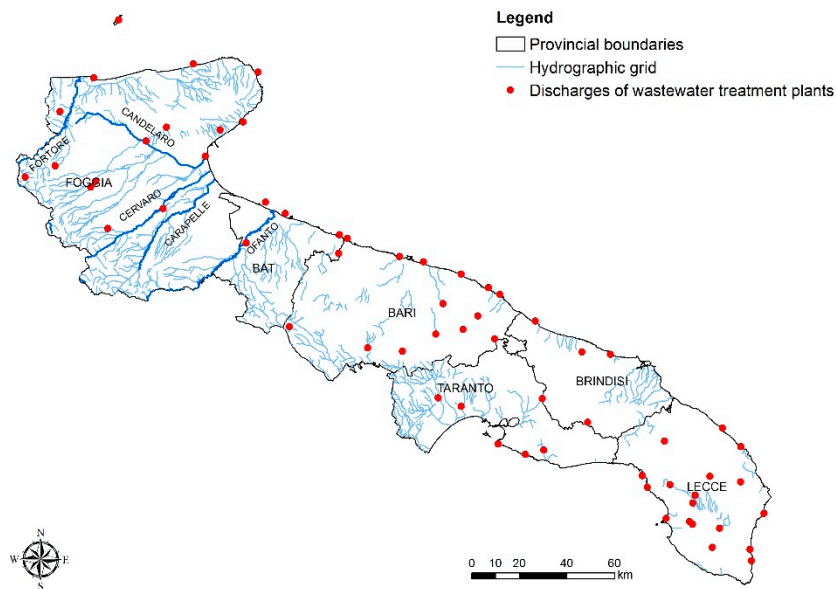 Legend
Provincial boundaries
Hydrographic grid
Discharges of wastewater treatment plants
CANDELARO
FORTORE
FOGGIA
CERVARO
CARAPELLE
OFANTO
BAT
BARI
TARANTO
BRINDISI
LECCE
N
W E
S
0 10 20 40 60
km